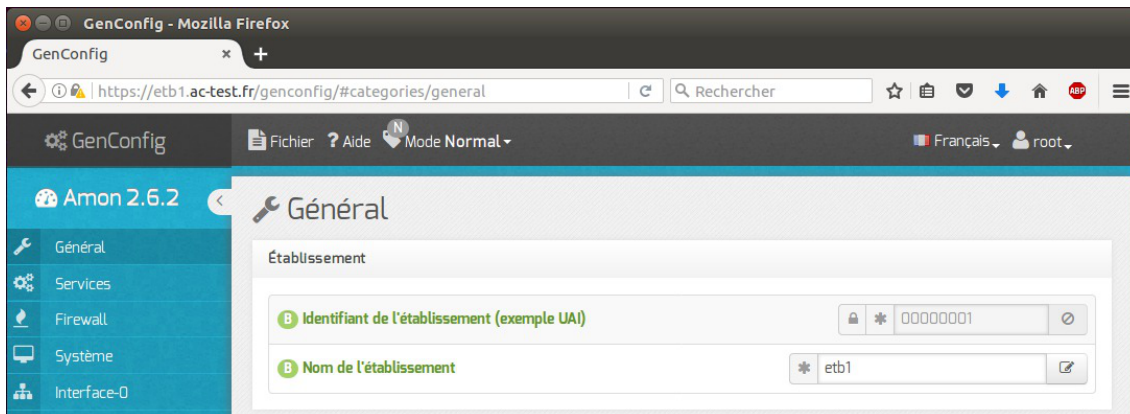 GenConfig - Mozilla Firefox
GenConfig × +
https://etb1.ac-test.fr/genconfig/#categories/general Rechercher ABP
GenConfig Fichier ? Aide N Mode Normal Français root
Amon 2.6.2
Général
Général
Établissement
Services
B Identifiant de l'établissement (exemple UAI) * 00000001
Firewall
Système
B Nom de l'établissement * etb1
Interface-0